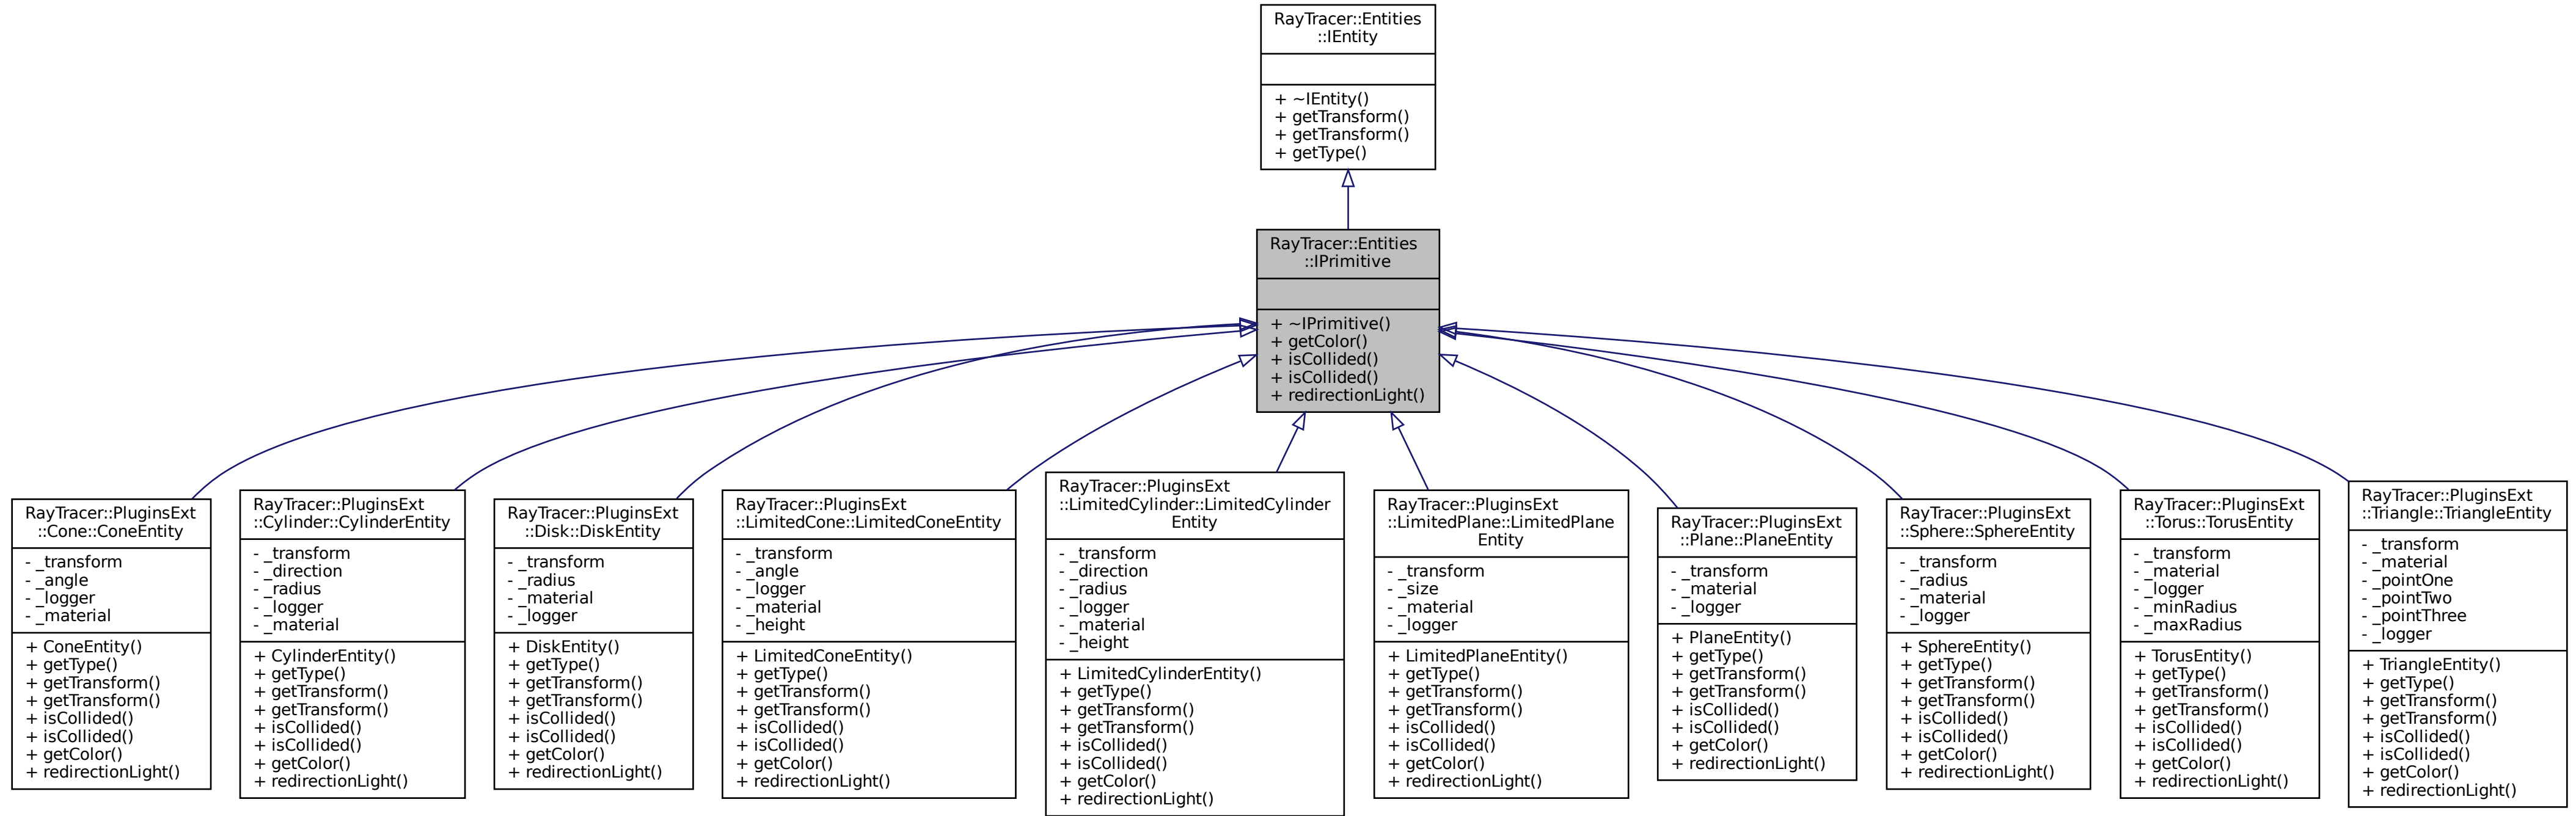 RayTracer::Entities
::IEntity
+ ~IEntity()
+ getTransform()
+ getTransform()
+ getType()
RayTracer::Entities
::IPrimitive
+ ~IPrimitive()
+ getColor()
+ isCollided()
+ isCollided()
+ redirectionLight()
RayTracer::PluginsExt
::Cone::ConeEntity
- _transform
- _angle
- _logger
- _material
+ ConeEntity()
+ getType()
+ getTransform()
+ getTransform()
+ isCollided()
+ isCollided()
+ getColor()
+ redirectionLight()
RayTracer::PluginsExt
::Cylinder::CylinderEntity
- _transform
- _direction
- _radius
- _logger
- _material
+ CylinderEntity()
+ getType()
+ getTransform()
+ getTransform()
+ isCollided()
+ isCollided()
+ getColor()
+ redirectionLight()
RayTracer::PluginsExt
::Disk::DiskEntity
- _transform
- _radius
- _material
- _logger
+ DiskEntity()
+ getType()
+ getTransform()
+ getTransform()
+ isCollided()
+ isCollided()
+ getColor()
+ redirectionLight()
RayTracer::PluginsExt
::LimitedCone::LimitedConeEntity
- _transform
- _angle
- _logger
- _material
- _height
+ LimitedConeEntity()
+ getType()
+ getTransform()
+ getTransform()
+ isCollided()
+ isCollided()
+ getColor()
+ redirectionLight()
RayTracer::PluginsExt
::LimitedCylinder::LimitedCylinder
Entity
- _transform
- _direction
- _radius
- _logger
- _material
- _height
+ LimitedCylinderEntity()
+ getType()
+ getTransform()
+ getTransform()
+ isCollided()
+ isCollided()
+ getColor()
+ redirectionLight()
RayTracer::PluginsExt
::LimitedPlane::LimitedPlane
Entity
- _transform
- _size
- _material
- _logger
+ LimitedPlaneEntity()
+ getType()
+ getTransform()
+ getTransform()
+ isCollided()
+ isCollided()
+ getColor()
+ redirectionLight()
RayTracer::PluginsExt
::Plane::PlaneEntity
- _transform
- _material
- _logger
+ PlaneEntity()
+ getType()
+ getTransform()
+ getTransform()
+ isCollided()
+ isCollided()
+ getColor()
+ redirectionLight()
RayTracer::PluginsExt
::Sphere::SphereEntity
- _transform
- _radius
- _material
- _logger
+ SphereEntity()
+ getType()
+ getTransform()
+ getTransform()
+ isCollided()
+ isCollided()
+ getColor()
+ redirectionLight()
RayTracer::PluginsExt
::Torus::TorusEntity
- _transform
- _material
- _logger
- _minRadius
- _maxRadius
+ TorusEntity()
+ getType()
+ getTransform()
+ getTransform()
+ isCollided()
+ isCollided()
+ getColor()
+ redirectionLight()
RayTracer::PluginsExt
::Triangle::TriangleEntity
- _transform
- _material
- _pointOne
- _pointTwo
- _pointThree
- _logger
+ TriangleEntity()
+ getType()
+ getTransform()
+ getTransform()
+ isCollided()
+ isCollided()
+ getColor()
+ redirectionLight()